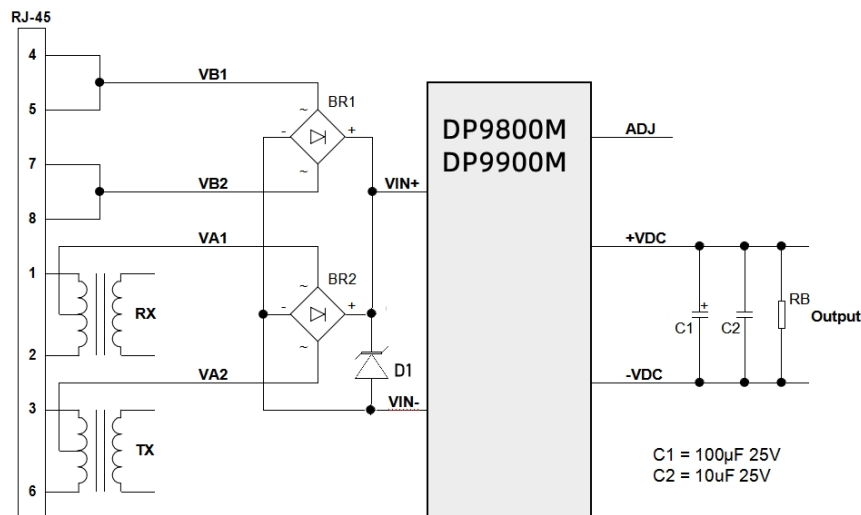 RJ-45
4
5
7
8
1
2
3
6
VB1
VB2
VA1
VA2
RX
TX
BR1
~
-
+
~
BR2
~
-
+
~
D1
VIN+
VIN-
DP9800M
DP9900M
ADJ
+VDC
-VDC
+
C1
C2
RB
Output
C1 = 100µF 25V
C2 = 10uF 25V